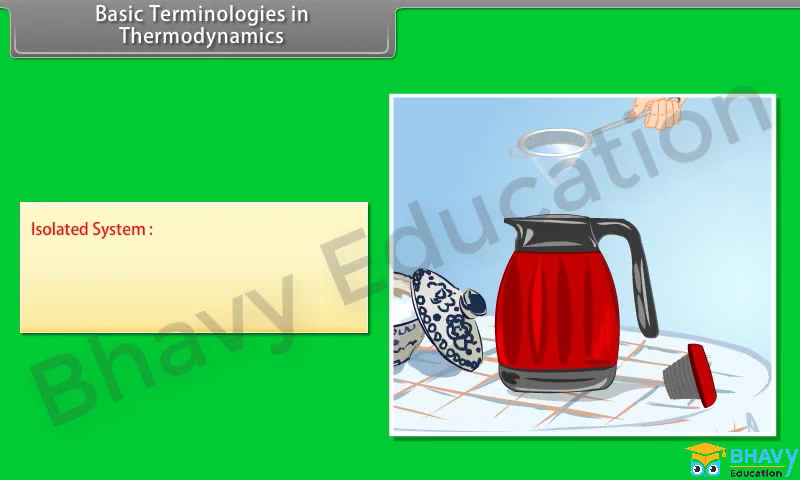 Basic Terminologies in
Thermodynamics
Isolated System :
Bhavy Education
BHAVY
Education